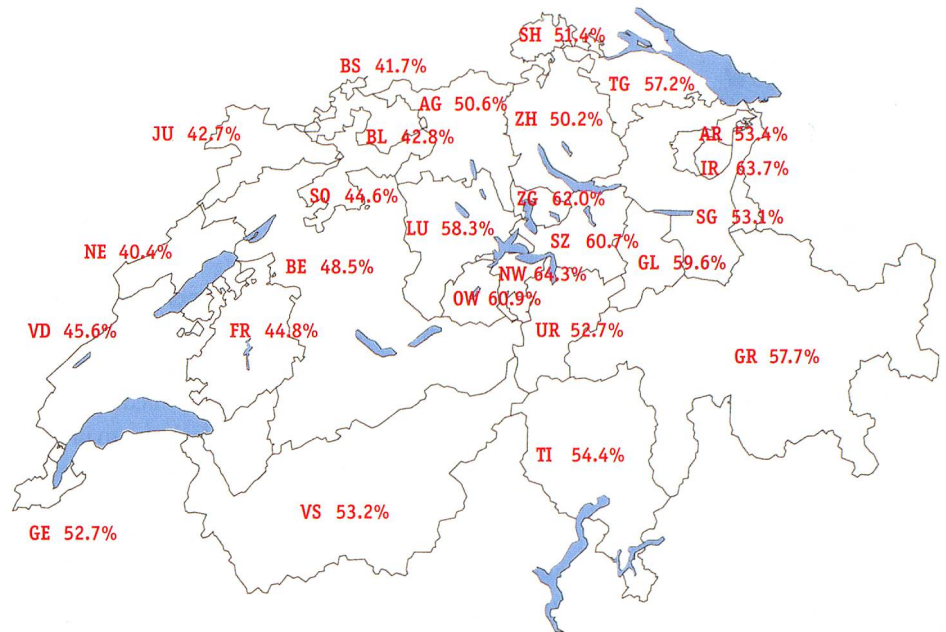 SH 51.4%
BS 41.7%
TG 57.2%
AG 50.6%
ZH 50.2%
JU 42.7%
BL 42.8%
AR 53.4%
IR 63.7%
SO 44.6%
ZG 62.0%
SG 53.1%
LU 58.3%
SZ 60.7%
NE 40.4%
BE 48.5%
GL 59.6%
NW 64.3%
OW 60.9%
VD 45.6%
FR 44.8%
UR 52.7%
GR 57.7%
TI 54.4%
VS 53.2%
GE 52.7%